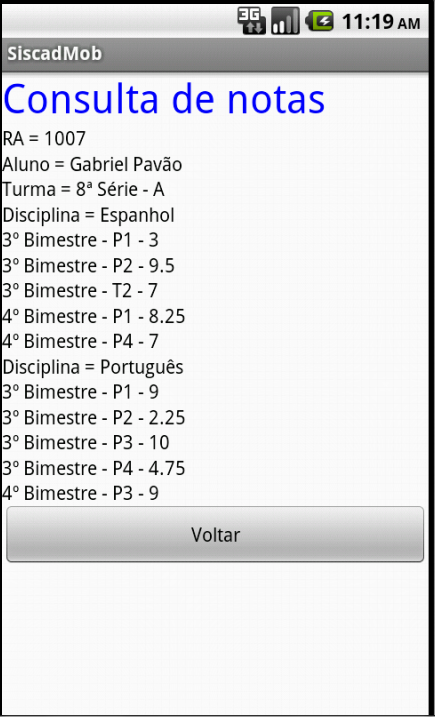 3G 11:19 AM
SiscadMob
Consulta de notas
RA = 1007
Aluno = Gabriel Pavão
Turma = 8ª Série - A
Disciplina = Espanhol
3º Bimestre - P1 - 3
3º Bimestre - P2 - 9.5
3º Bimestre - T2 - 7
4º Bimestre - P1 - 8.25
4º Bimestre - P4 - 7
Disciplina = Português
3º Bimestre - P1 - 9
3º Bimestre - P2 - 2.25
3º Bimestre - P3 - 10
3º Bimestre - P4 - 4.75
4º Bimestre - P3 - 9
Voltar